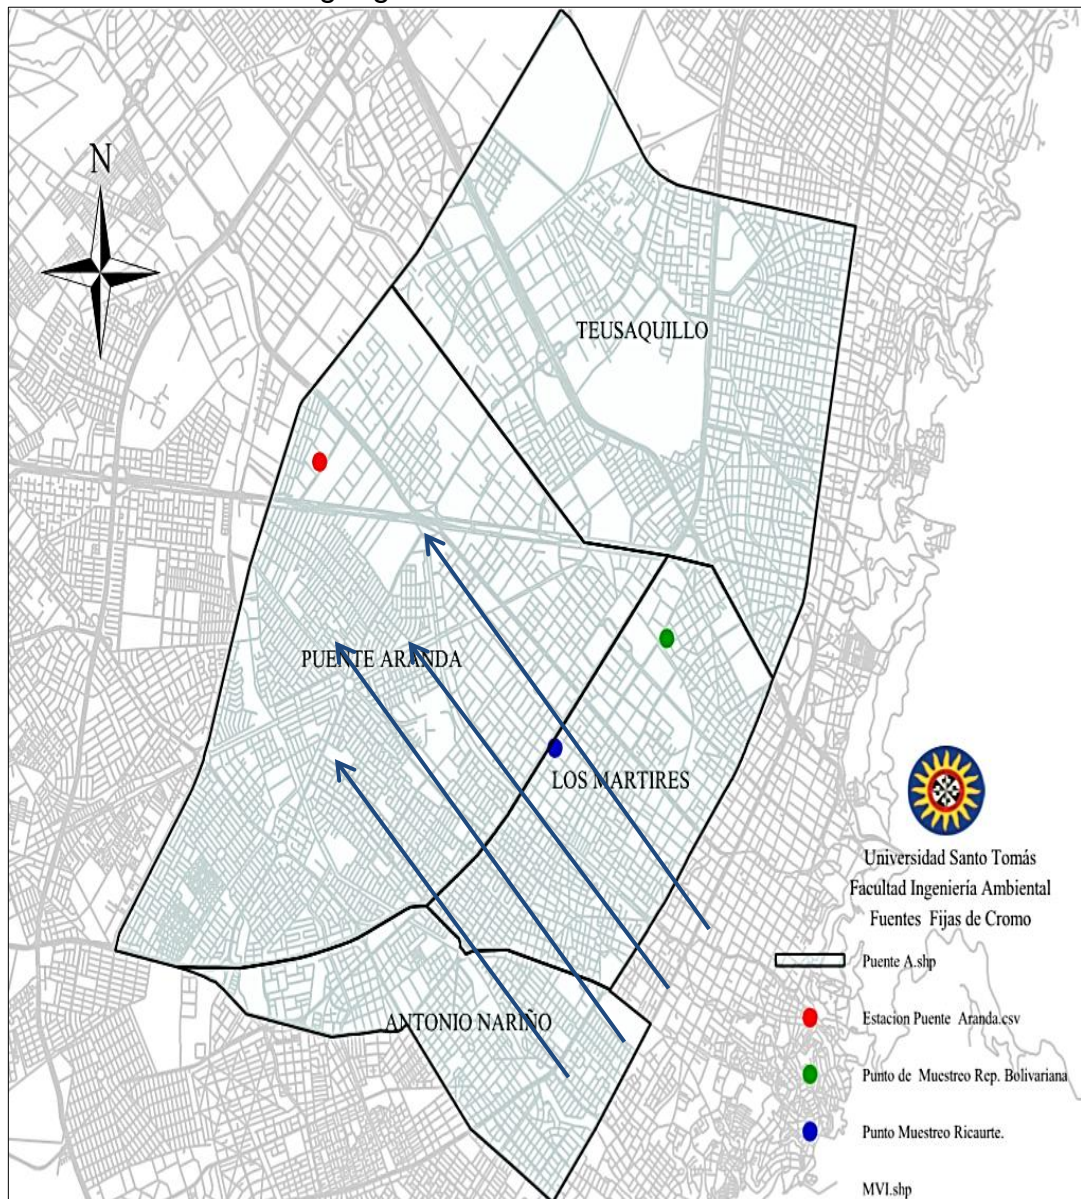 N
TEUSAQUILLO
PUENTE ARANDA
LOS MARTIRES
ANTONIO NARIÑO
Universidad Santo Tomás
Facultad Ingeniería Ambiental
Fuentes Fijas de Cromo
Puente A.shp
Estacion Puente Aranda.csv
Punto de Muestreo Rep. Bolivariana
Punto Muestreo Ricaurte.
MVI.shp